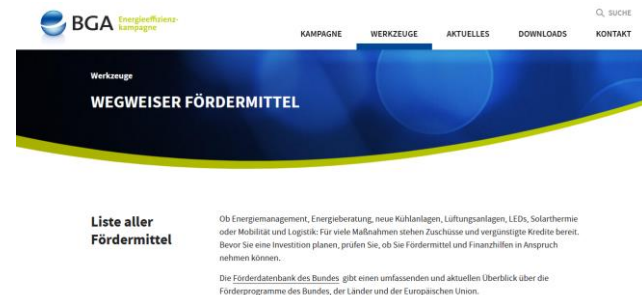 BGA Energieeffizienz-
kampagne
SUCHE
KAMPAGNE WERKZEUGE AKTUELLES DOWNLOADS KONTAKT
Werkzeuge
WEGWEISER FÖRDERMITTEL
Liste aller
Fördermittel
Ob Energiemanagement, Energieberatung, neue Kühlanlagen, Lüftungsanlagen, LEDs, Solarthermie
oder Mobilität und Logistik: Für viele Maßnahmen stehen Zuschüsse und vergünstigte Kredite bereit.
Bevor Sie eine Investition planen, prüfen Sie, ob Sie Fördermittel und Finanzhilfen in Anspruch
nehmen können.
Die Förderdatenbank des Bundes gibt einen umfassenden und aktuellen Überblick über die
Förderprogramme des Bundes, der Länder und der Europäischen Union.